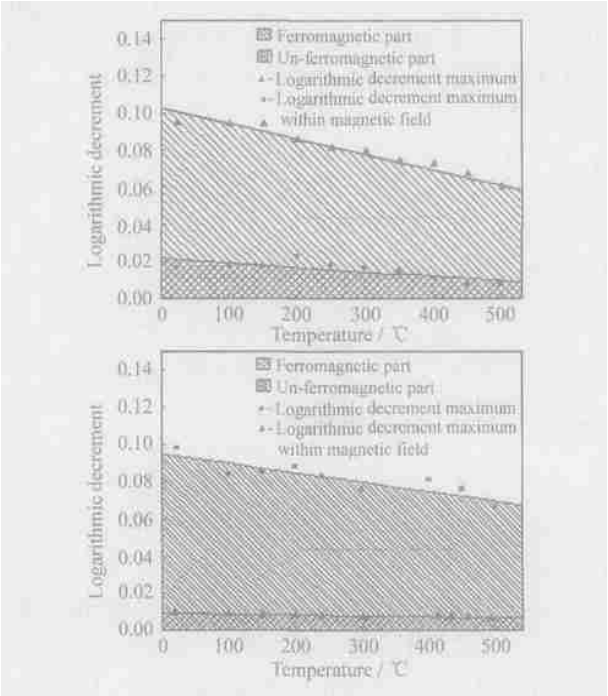 0.14
0.12
0.10
0.08
0.06
0.04
0.02
0.00
Logarithmic decrement
Ferromagnetic part
Un-ferromagnetic part
Logarithmic decrement maximum
Logarithmic decrement maximum
within magnetic field
0 100 200 300 400 500
Temperature / ℃
0.14
0.12
0.10
0.08
0.06
0.04
0.02
0.00
Logarithmic decrement
Ferromagnetic part
Un-ferromagnetic part
Logarithmic decrement maximum
Logarithmic decrement maximum
within magnetic field
0 100 200 300 400 500
Temperature / ℃